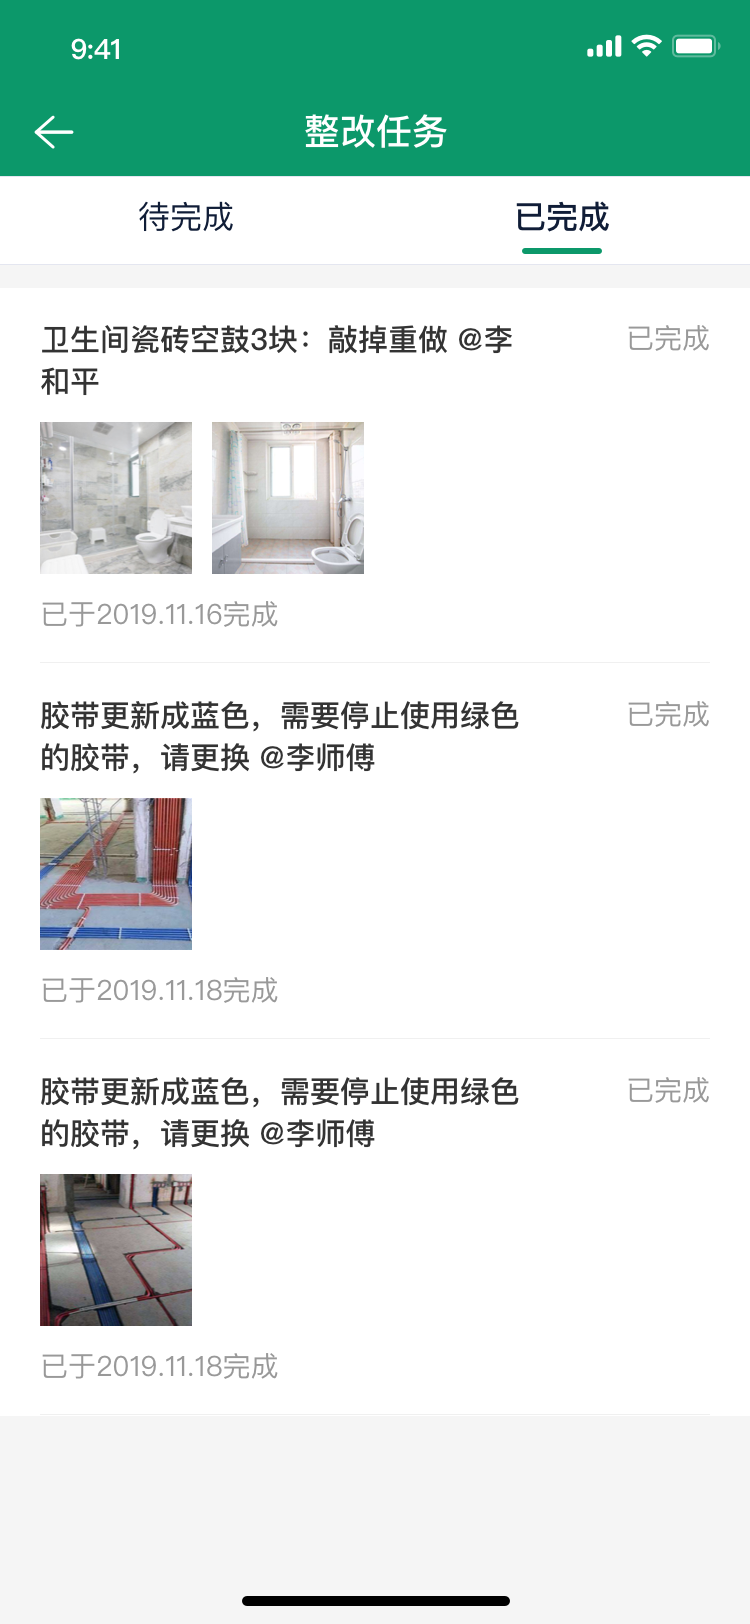 9:41
整改任务
待完成
已完成
卫生间瓷砖空鼓3块：敲掉重做 @李
和平
已完成
已于2019.11.16完成
胶带更新成蓝色，需要停止使用绿色
的胶带，请更换 @李师傅
已完成
已于2019.11.18完成
胶带更新成蓝色，需要停止使用绿色
的胶带，请更换 @李师傅
已完成
已于2019.11.18完成